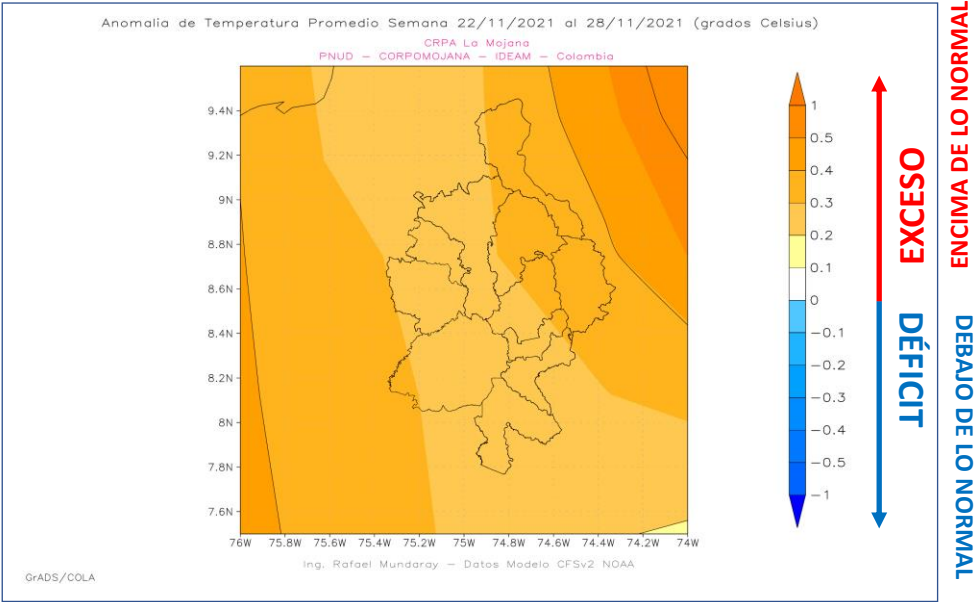 Anomalia de Temperatura Promedio Semana 22/11/2021 al 28/11/2021 (grados Celsius)
CRPA La Mojana
PNUD – CORPOMOJANA – IDEAM – Colombia
9.4N
9.2N
9N
8.8N
8.6N
8.4N
8.2N
8N
7.8N
7.6N
76W 75.8W 75.6W 75.4W 75.2W 75W 74.8W 74.6W 74.4W 74.2W 74W
1
0.5
0.4
0.3
0.2
0.1
0
−0.1
−0.2
−0.3
−0.4
−0.5
−1
EXCESO
DÉFICIT
ENCIMA DE LO NORMAL
DEBAJO DE LO NORMAL
Ing. Rafael Mundaray – Datos Modelo CFSv2 NOAA
GrADS/COLA